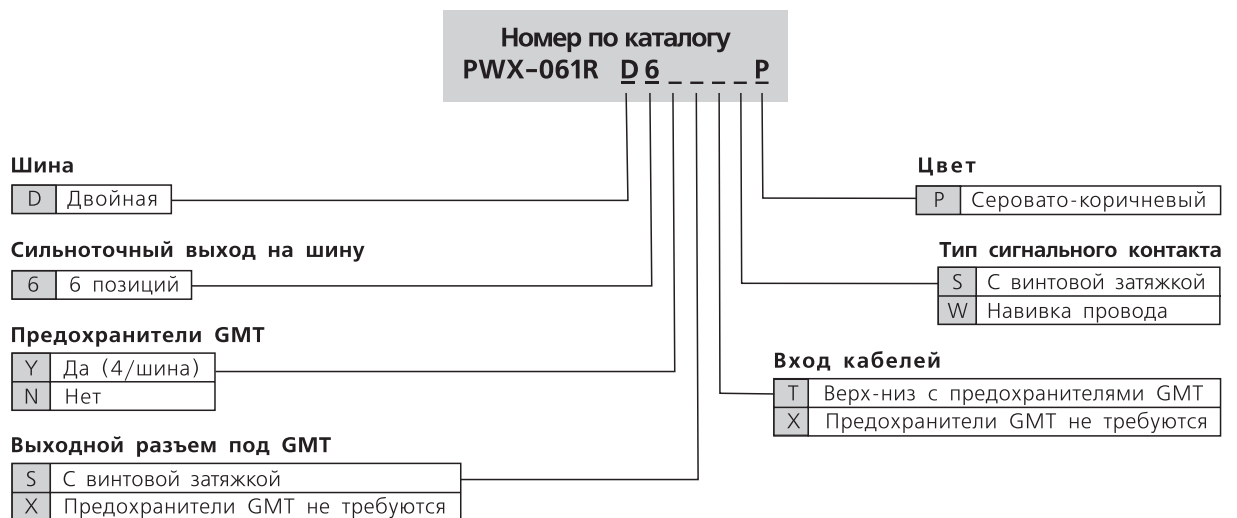 Номер по каталогу
PWX-061R D 6 _ _ _ _ P
Шина
D Двойная
Сильноточный выход на шину
6 6 позиций
Предохранители GMT
Y Да (4/шина)
N Нет
Выходной разъем под GMT
S С винтовой затяжкой
X Предохранители GMT не требуются
Цвет
P Серовато-коричневый
Тип сигнального контакта
S С винтовой затяжкой
W Навивка провода
Вход кабелей
T Верх-низ с предохранителями GMT
X Предохранители GMT не требуются